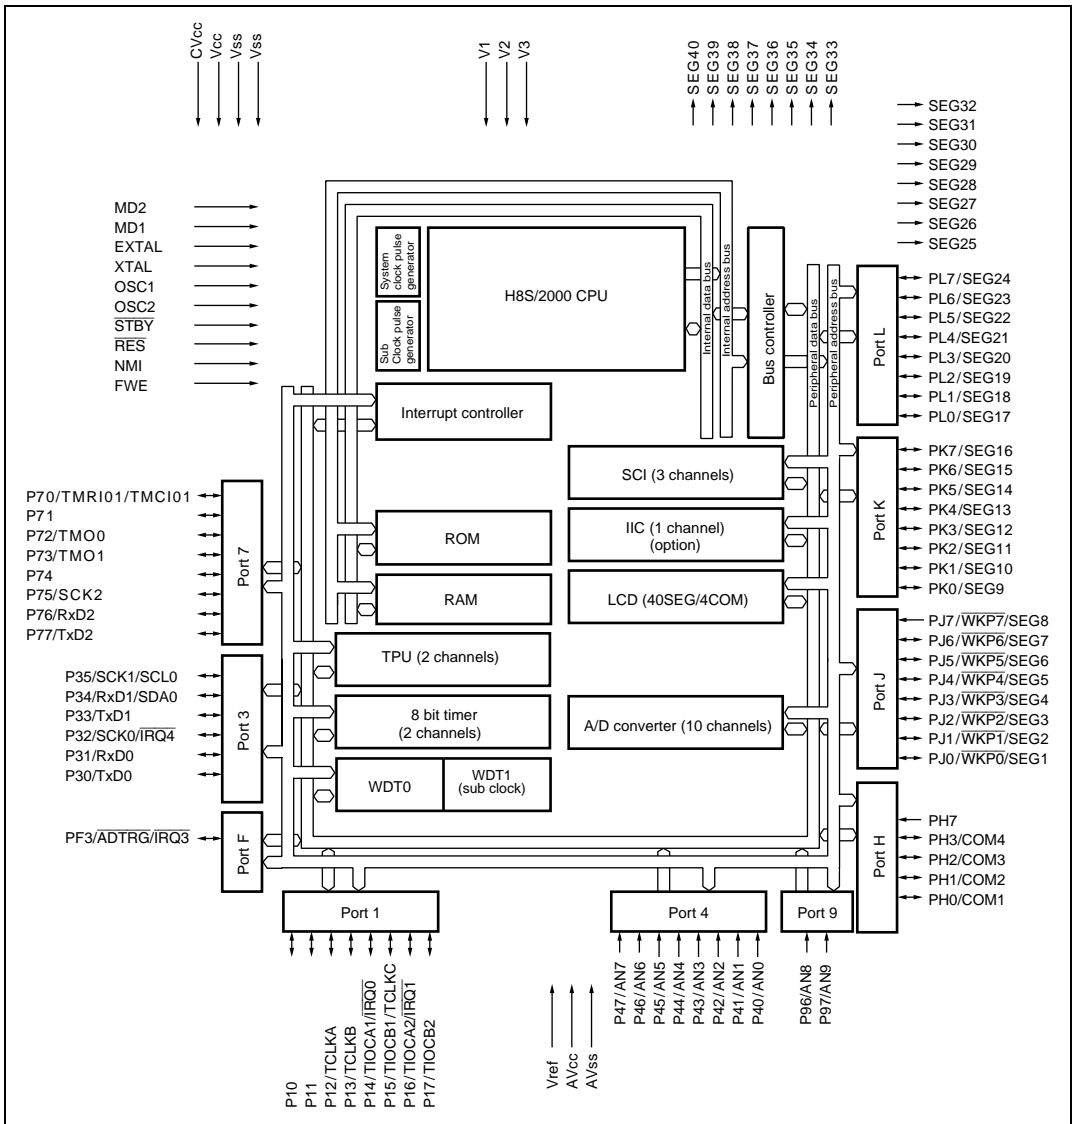 CVcc
Vcc
Vss
Vss
V1
V2
V3
SEG40
SEG39
SEG38
SEG37
SEG36
SEG35
SEG34
SEG33
SEG32
SEG31
SEG30
SEG29
SEG28
SEG27
SEG26
SEG25
MD2
MD1
EXTAL
XTAL
OSC1
OSC2
STBY
RES
NMI
FWE
System
clock pulse
generator
Sub
Clock pulse
generator
H8S/2000 CPU
Internal data bus
Internal address bus
Bus controller
Peripheral data bus
Peripheral address bus
Port L
PL7/SEG24
PL6/SEG23
PL5/SEG22
PL4/SEG21
PL3/SEG20
PL2/SEG19
PL1/SEG18
PL0/SEG17
Interrupt controller
SCI (3 channels)
IIC (1 channel)
(option)
LCD (40SEG/4COM)
ROM
RAM
Port K
PK7/SEG16
PK6/SEG15
PK5/SEG14
PK4/SEG13
PK3/SEG12
PK2/SEG11
PK1/SEG10
PK0/SEG9
P70/TMRI01/TMCI01
P71
P72/TMO0
P73/TMO1
P74
P75/SCK2
P76/RxD2
P77/TxD2
Port 7
TPU (2 channels)
8 bit timer
(2 channels)
WDT0
WDT1
(sub clock)
A/D converter (10 channels)
Port J
PJ7/WKP7/SEG8
PJ6/WKP6/SEG7
PJ5/WKP5/SEG6
PJ4/WKP4/SEG5
PJ3/WKP3/SEG4
PJ2/WKP2/SEG3
PJ1/WKP1/SEG2
PJ0/WKP0/SEG1
P35/SCK1/SCL0
P34/RxD1/SDA0
P33/TxD1
P32/SCK0/IRQ4
P31/RxD0
P30/TxD0
Port 3
PF3/ADTRG/IRQ3
Port F
Port H
PH7
PH3/COM4
PH2/COM3
PH1/COM2
PH0/COM1
Port 1
Port 4
Port 9
P10
P11
P12/TCLKA
P13/TCLKB
P14/TIOCA1/IRQ0
P15/TIOCB1/TCLKC
P16/TIOCA2/IRQ1
P17/TIOCB2
Vref
AVcc
AVss
P47/AN7
P46/AN6
P45/AN5
P44/AN4
P43/AN3
P42/AN2
P41/AN1
P40/AN0
P96/AN8
P97/AN9